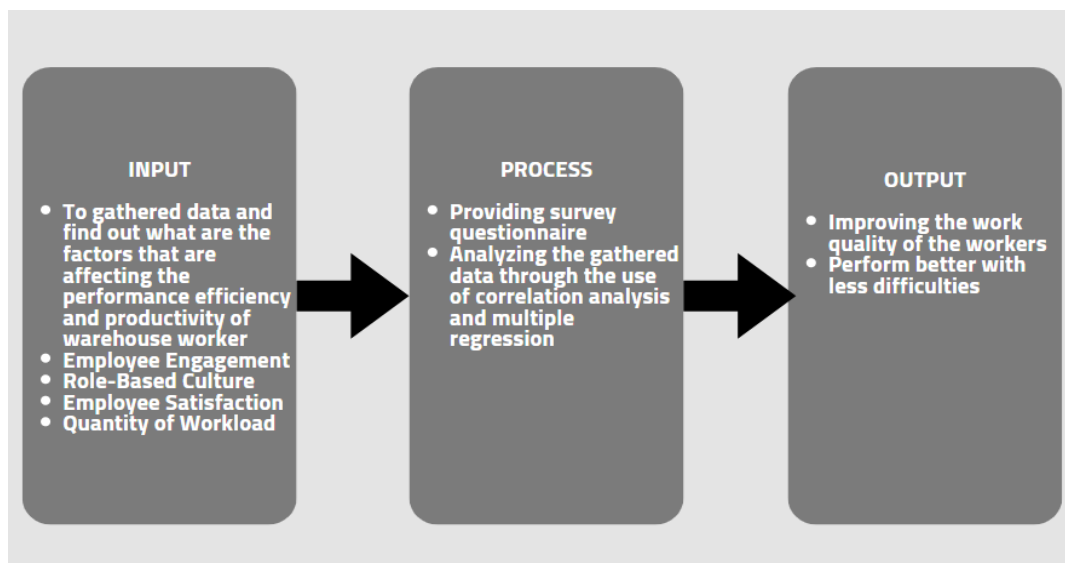 INPUT
• To gathered data and
find out what are the
factors that are
affecting the
performance efficiency
and productivity of
warehouse worker
• Employee Engagement
• Role-Based Culture
• Employee Satisfaction
• Quantity of Workload
PROCESS
• Providing survey
questionnaire
• Analyzing the gathered
data through the use
of correlation analysis
and multiple
regression
OUTPUT
• Improving the work
quality of the workers
• Perform better with
less difficulties